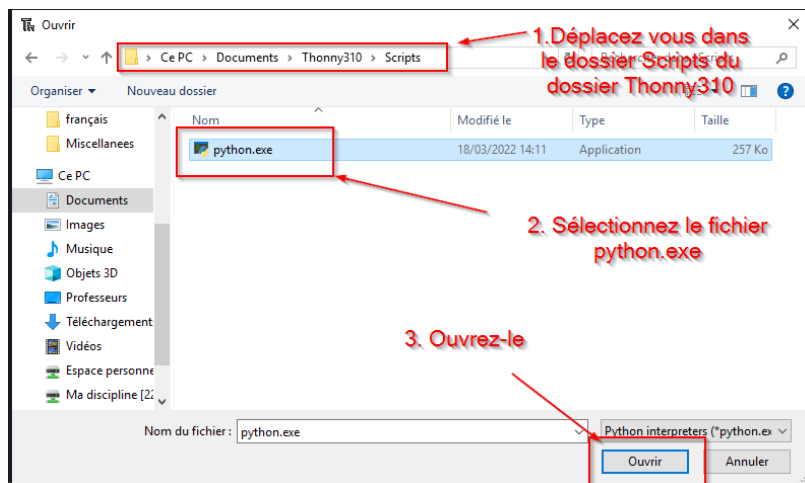 Ouvrir
1.Déplacez vous dans
Ce PC > Documents > Thonny310 > Scripts
le dossier Scripts du
Organiser
Nouveau dossier
dossier Thonny310
français
Miscellanees
Ce PC
Documents
Images
Musique
Objets 3D
Professeurs
Téléchargement
Vidéos
Espace personne
Ma discipline [22
Nom
Modifié le
Type
Taille
python.exe
18/03/2022 14:11
Application
257 Ko
2. Sélectionnez le fichier
python.exe
3. Ouvrez-le
Nom du fichier : python.exe
Python interpreters (*python.ex
Ouvrir
Annuler